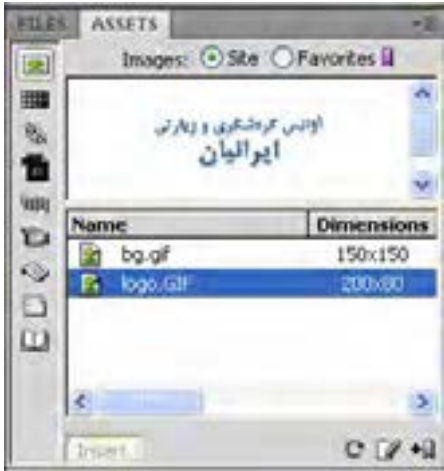 FILES ASSETS
Images: Site Favorites
آژانس گردشگری و زیارتی
ایرانیان
Name Dimensions
bg.gif 150x150
logo.GIF 200x80
Insert